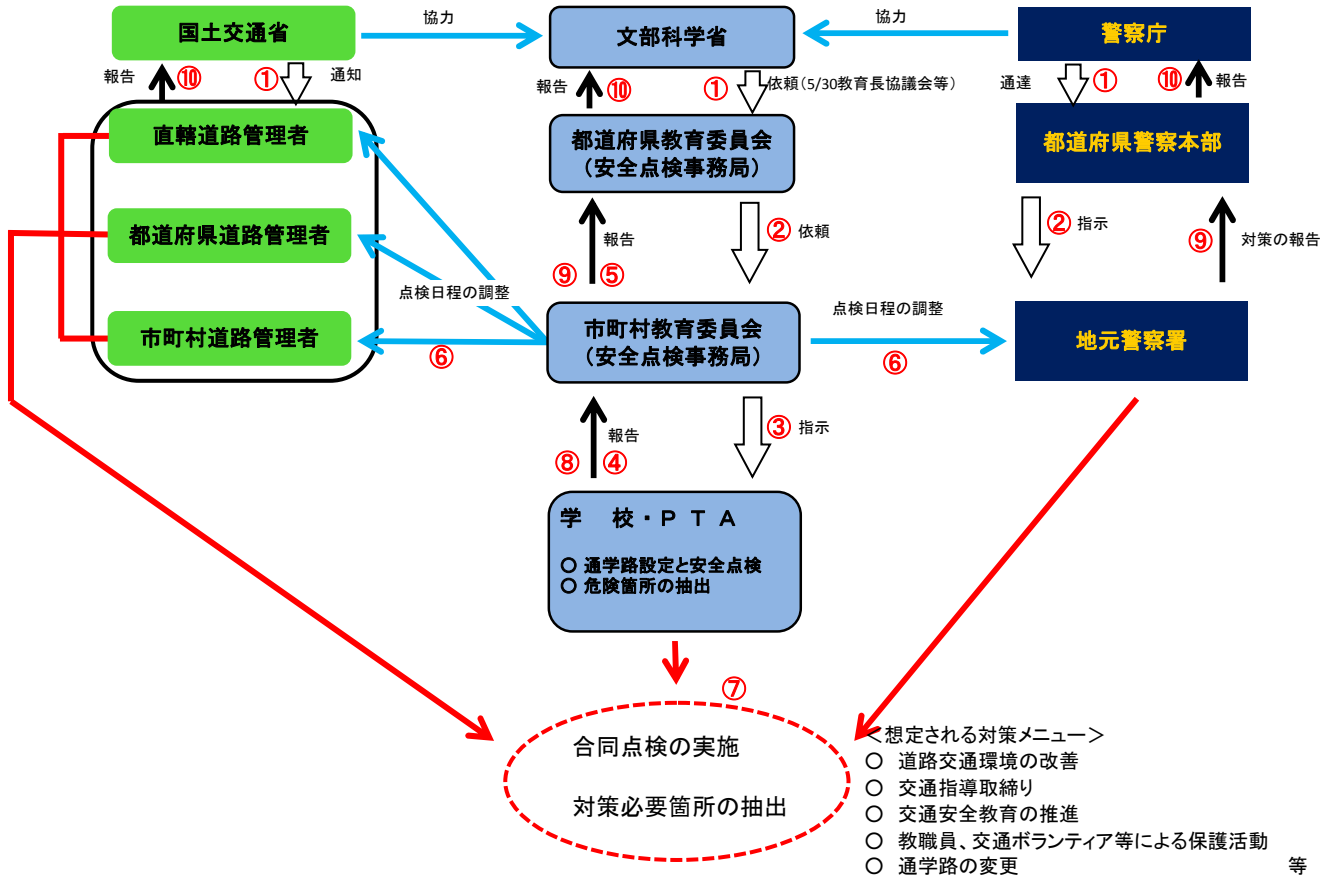 国土交通省
協力
文部科学省
協力
警察庁
報告
⑩
①
通知
報告
⑩
①
依頼（5/30教育長協議会等）
通達
①
⑩
報告
直轄道路管理者
都道府県教育委員会
（安全点検事務局）
都道府県警察本部
都道府県道路管理者
報告
⑨
⑤
②
依頼
②
指示
⑨
対策の報告
点検日程の調整
点検日程の調整
市町村道路管理者
⑥
市町村教育委員会
（安全点検事務局）
⑥
地元警察署
報告
⑧
④
③
指示
学　校・ＰＴＡ
○ 通学路設定と安全点検
○ 危険箇所の抽出
⑦
合同点検の実施
対策必要箇所の抽出
＜想定される対策メニュー＞
○　道路交通環境の改善
○　交通指導取締り
○　交通安全教育の推進
○　教職員、交通ボランティア等による保護活動
○　通学路の変更　等